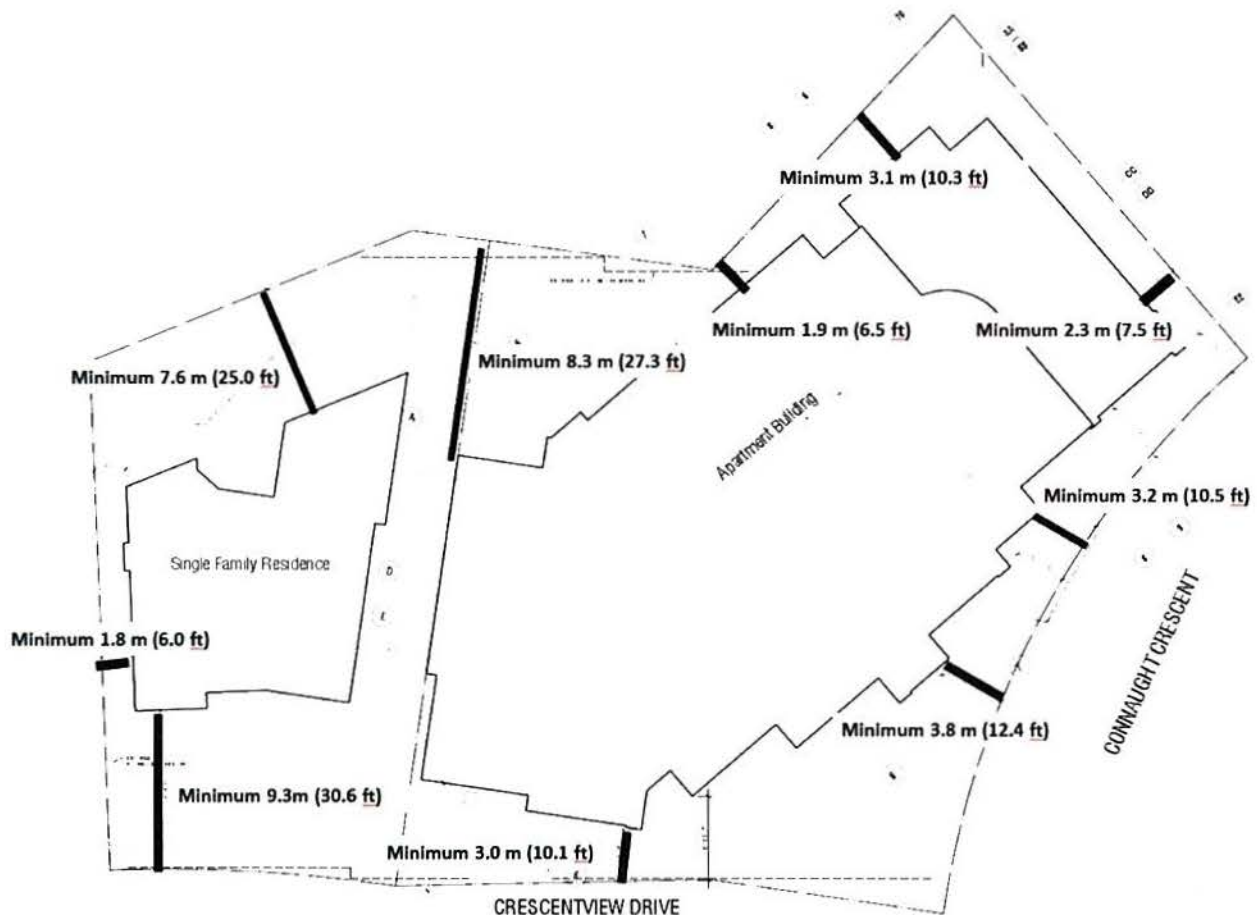 Minimum 3.1 m (10.3 ft)
Minimum 1.9 m (6.5 ft)
Minimum 2.3 m (7.5 ft)
Minimum 7.6 m (25.0 ft)
Minimum 8.3 m (27.3 ft)
Apartment Building
A
Minimum 3.2 m (10.5 ft)
Single Family Residence
D
E
Minimum 1.8 m (6.0 ft)
CONNAUGHT CRESCENT
Minimum 3.8 m (12.4 ft)
Minimum 9.3m (30.6 ft)
Minimum 3.0 m (10.1 ft)
CRESCENTVIEW DRIVE